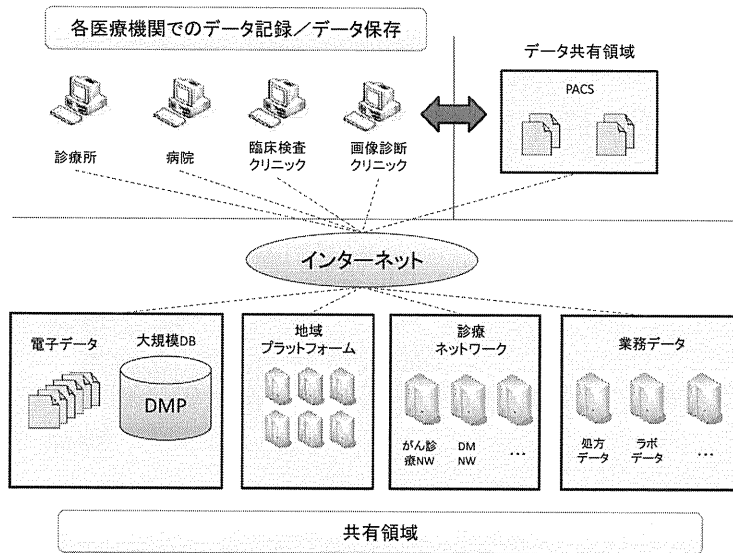 各医療機関でのデータ記録／データ保存
データ共有領域
PACS
診療所
病院
臨床検査
クリニック
画像診断
クリニック
インターネット
電子データ
大規模DB
DMP
地域
プラットフォーム
診療
ネットワーク
がん診
療NW
DM
NW
…
業務データ
処方
データ
ラボ
データ
…
共有領域